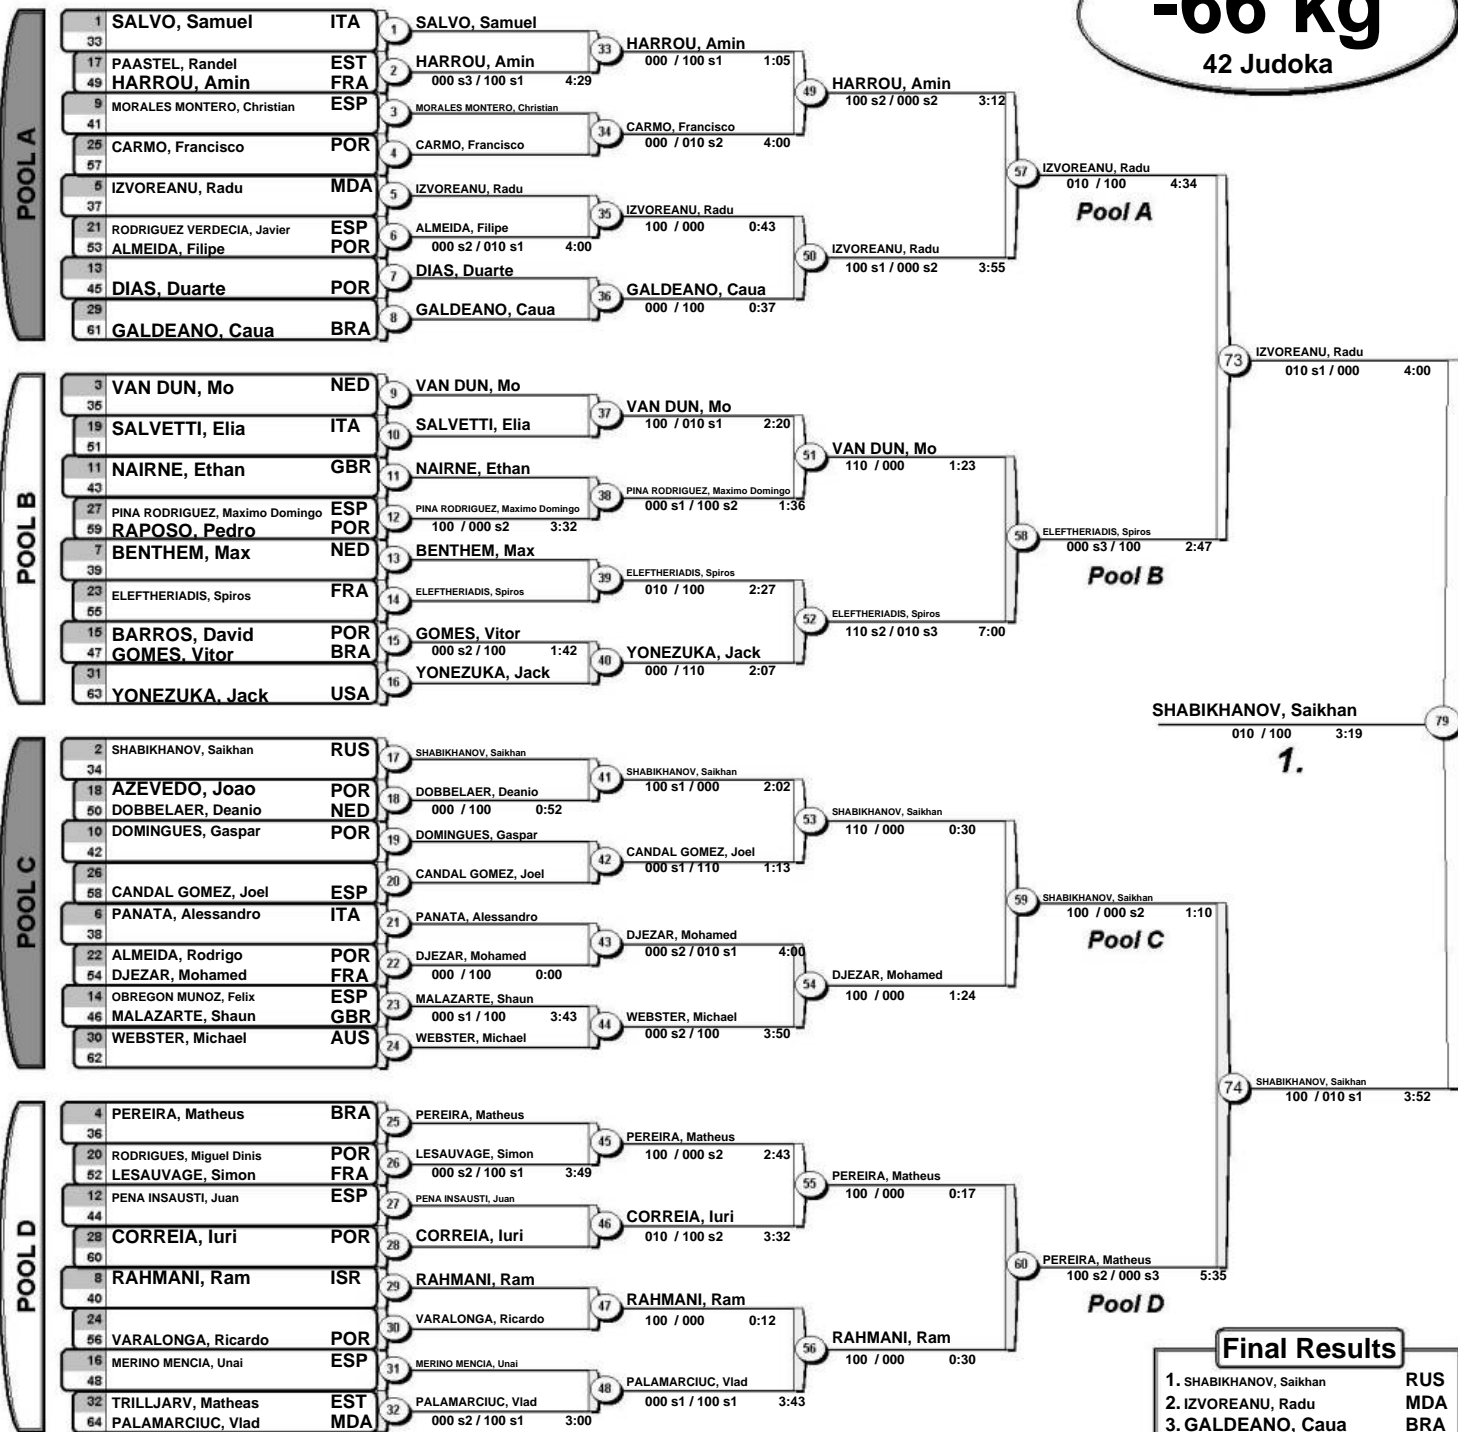 -66 kg
42 Judoka
POOL A
1 SALVO, Samuel ITA
33
17 PAASTEL, Randel EST
49 HARROU, Amin FRA
9 MORALES MONTERO, Christian ESP
41
25 CARMO, Francisco POR
57
5 IZVOREANU, Radu MDA
37
21 RODRIGUEZ VERDECIA, Javier ESP
53 ALMEIDA, Filipe POR
13
45 DIAS, Duarte POR
29
61 GALDEANO, Caua BRA
1 SALVO, Samuel
2 HARROU, Amin
000 s3 / 100 s1 4:29
3 MORALES MONTERO, Christian
4 CARMO, Francisco
5 IZVOREANU, Radu
6 ALMEIDA, Filipe
000 s2 / 010 s1 4:00
7 DIAS, Duarte
8 GALDEANO, Caua
33 HARROU, Amin
000 / 100 s1 1:05
34 CARMO, Francisco
000 / 010 s2 4:00
35 IZVOREANU, Radu
100 / 000 0:43
36 GALDEANO, Caua
000 / 100 0:37
49 HARROU, Amin
100 s2 / 000 s2 3:12
50 IZVOREANU, Radu
100 s1 / 000 s2 3:55
57 IZVOREANU, Radu
010 / 100 4:34
Pool A
POOL B
3 VAN DUN, Mo NED
35
19 SALVETTI, Elia ITA
51
11 NAIRNE, Ethan GBR
43
27 PINA RODRIGUEZ, Maximo Domingo ESP
59 RAPOSO, Pedro POR
7 BENTHEM, Max NED
39
23 ELEFTHERIADIS, Spiros FRA
55
15 BARROS, David POR
47 GOMES, Vitor BRA
31
63 YONEZUKA, Jack USA
9 VAN DUN, Mo
10 SALVETTI, Elia
11 NAIRNE, Ethan
12 PINA RODRIGUEZ, Maximo Domingo
100 / 000 s2 3:32
13 BENTHEM, Max
14 ELEFTHERIADIS, Spiros
15 GOMES, Vitor
000 s2 / 100 1:42
16 YONEZUKA, Jack
37 VAN DUN, Mo
100 / 010 s1 2:20
38 PINA RODRIGUEZ, Maximo Domingo
000 s1 / 100 s2 1:36
39 ELEFTHERIADIS, Spiros
010 / 100 2:27
40 YONEZUKA, Jack
000 / 110 2:07
51 VAN DUN, Mo
110 / 000 1:23
52 ELEFTHERIADIS, Spiros
110 s2 / 010 s3 7:00
58 ELEFTHERIADIS, Spiros
000 s3 / 100 2:47
Pool B
73 IZVOREANU, Radu
010 s1 / 000 4:00
SHABIKHANOV, Saikhan 79
010 / 100 3:19
1.
POOL C
2 SHABIKHANOV, Saikhan RUS
34
18 AZEVEDO, Joao POR
50 DOBBELAER, Deanio NED
10 DOMINGUES, Gaspar POR
42
26
58 CANDAL GOMEZ, Joel ESP
6 PANATA, Alessandro ITA
38
22 ALMEIDA, Rodrigo POR
54 DJEZAR, Mohamed FRA
14 OBREGON MUNOZ, Felix ESP
46 MALAZARTE, Shaun GBR
30 WEBSTER, Michael AUS
62
17 SHABIKHANOV, Saikhan
18 DOBBELAER, Deanio
000 / 100 0:52
19 DOMINGUES, Gaspar
20 CANDAL GOMEZ, Joel
21 PANATA, Alessandro
22 DJEZAR, Mohamed
000 / 100 0:00
23 MALAZARTE, Shaun
000 s1 / 100 3:43
24 WEBSTER, Michael
41 SHABIKHANOV, Saikhan
100 s1 / 000 2:02
42 CANDAL GOMEZ, Joel
000 s1 / 110 1:13
43 DJEZAR, Mohamed
000 s2 / 010 s1 4:00
44 WEBSTER, Michael
000 s2 / 100 3:50
53 SHABIKHANOV, Saikhan
110 / 000 0:30
54 DJEZAR, Mohamed
100 / 000 1:24
59 SHABIKHANOV, Saikhan
100 / 000 s2 1:10
Pool C
74 SHABIKHANOV, Saikhan
100 / 010 s1 3:52
POOL D
4 PEREIRA, Matheus BRA
36
20 RODRIGUES, Miguel Dinis POR
52 LESAUVAGE, Simon FRA
12 PENA INSAUSTI, Juan ESP
44
28 CORREIA, Iuri POR
60
8 RAHMANI, Ram ISR
40
24
56 VARALONGA, Ricardo POR
16 MERINO MENCIA, Unai ESP
48
32 TRILLJARV, Matheas EST
64 PALAMARCIUC, Vlad MDA
25 PEREIRA, Matheus
26 LESAUVAGE, Simon
000 s2 / 100 s1 3:49
27 PENA INSAUSTI, Juan
28 CORREIA, Iuri
29 RAHMANI, Ram
30 VARALONGA, Ricardo
31 MERINO MENCIA, Unai
32 PALAMARCIUC, Vlad
000 s2 / 100 s1 3:00
45 PEREIRA, Matheus
100 / 000 s2 2:43
46 CORREIA, Iuri
010 / 100 s2 3:32
47 RAHMANI, Ram
100 / 000 0:12
48 PALAMARCIUC, Vlad
000 s1 / 100 s1 3:43
55 PEREIRA, Matheus
100 / 000 0:17
56 RAHMANI, Ram
100 / 000 0:30
60 PEREIRA, Matheus
100 s2 / 000 s3 5:35
Pool D
Final Results
1. SHABIKHANOV, Saikhan RUS
2. IZVOREANU, Radu MDA
3. GALDEANO, Caua BRA